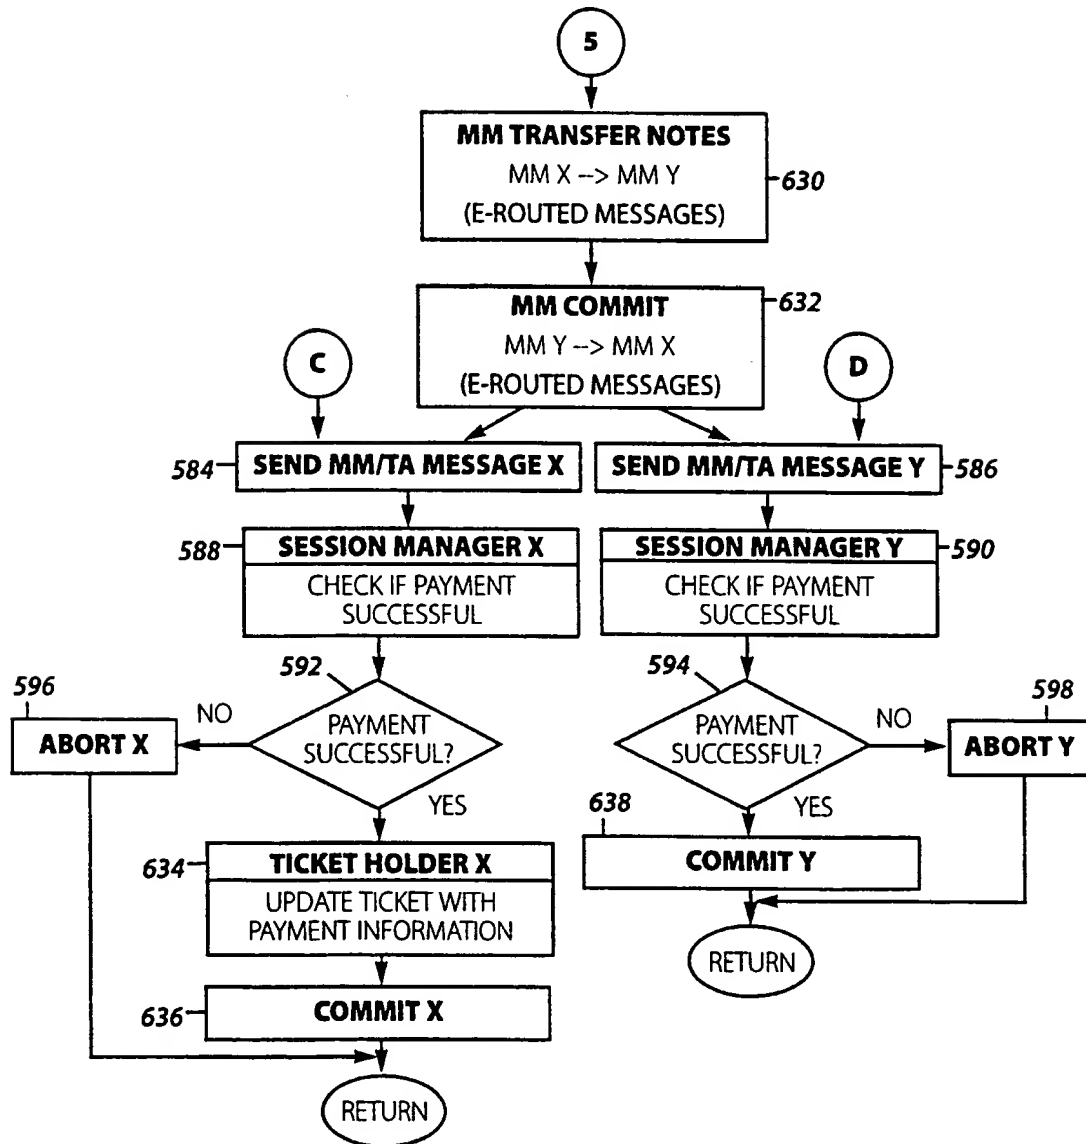 5
MM TRANSFER NOTES
MM X --> MM Y
(E-ROUTED MESSAGES)
630
MM COMMIT
MM Y --> MM X
(E-ROUTED MESSAGES)
632
C
D
584
SEND MM/TA MESSAGE X
SEND MM/TA MESSAGE Y
586
588
SESSION MANAGER X
CHECK IF PAYMENT
SUCCESSFUL
SESSION MANAGER Y
CHECK IF PAYMENT
SUCCESSFUL
590
592
PAYMENT
SUCCESSFUL?
NO
YES
596
ABORT X
594
PAYMENT
SUCCESSFUL?
NO
YES
598
ABORT Y
634
TICKET HOLDER X
UPDATE TICKET WITH
PAYMENT INFORMATION
638
COMMIT Y
RETURN
636
COMMIT X
RETURN